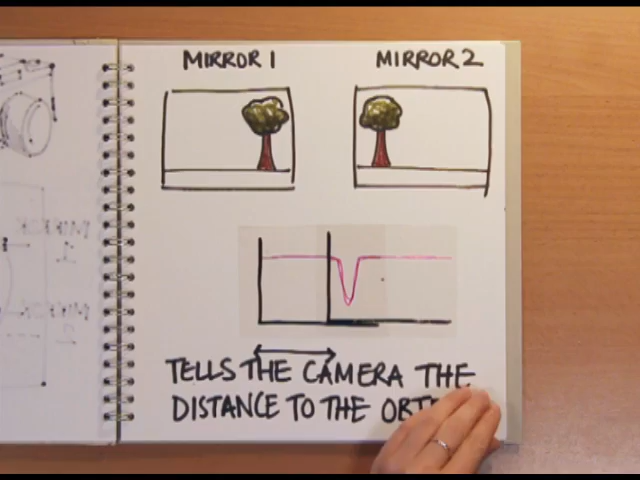 MIRROR 1
MIRROR 2
TELLS THE CAMERA THE
DISTANCE TO THE